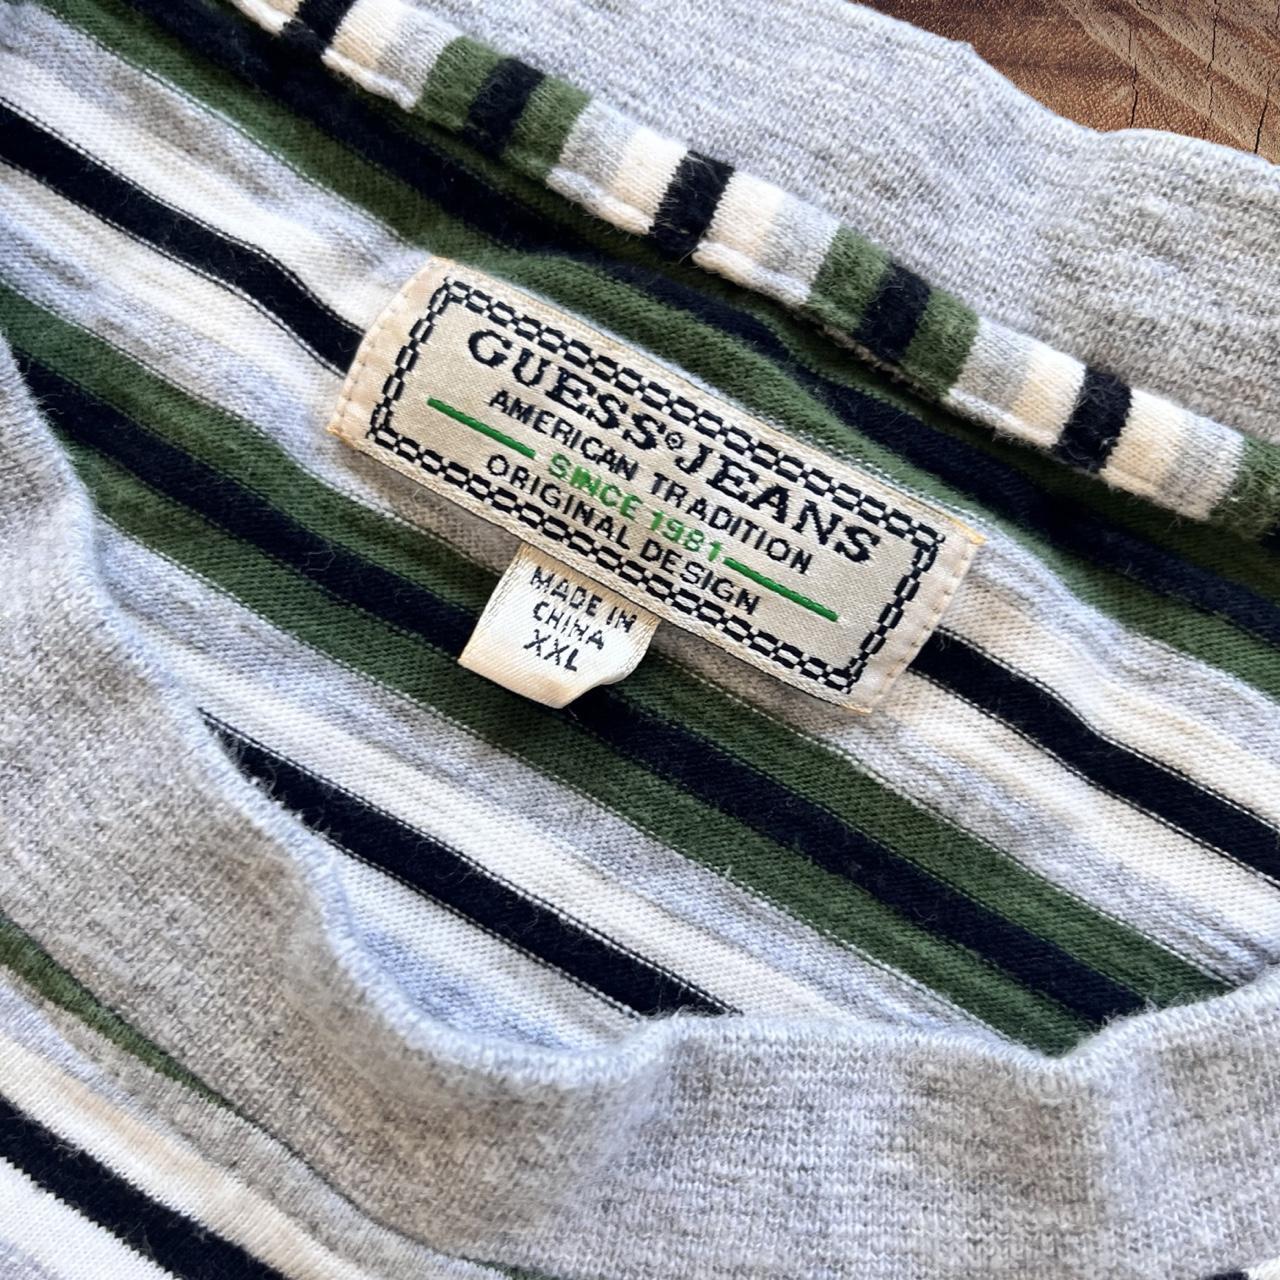 GUESS® JEANS
AMERICAN TRADITION
SINCE 1981
ORIGINAL DESIGN
MADE IN
CHINA
XXL